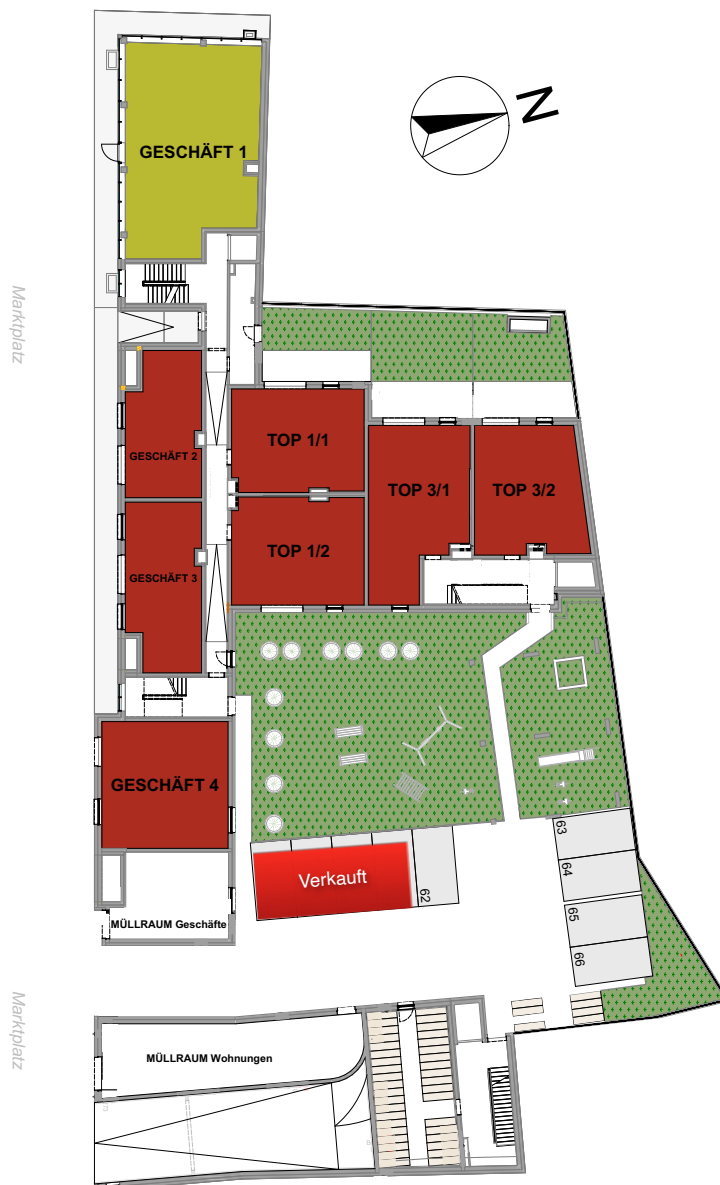 N
GESCHÄFT 1
Marktplatz
GESCHÄFT 2
TOP 1/1
TOP 3/1
TOP 3/2
TOP 1/2
GESCHÄFT 3
GESCHÄFT 4
63
64
65
66
62
Verkauft
MÜLLRAUM Geschäfte
Marktplatz
MÜLLRAUM Wohnungen